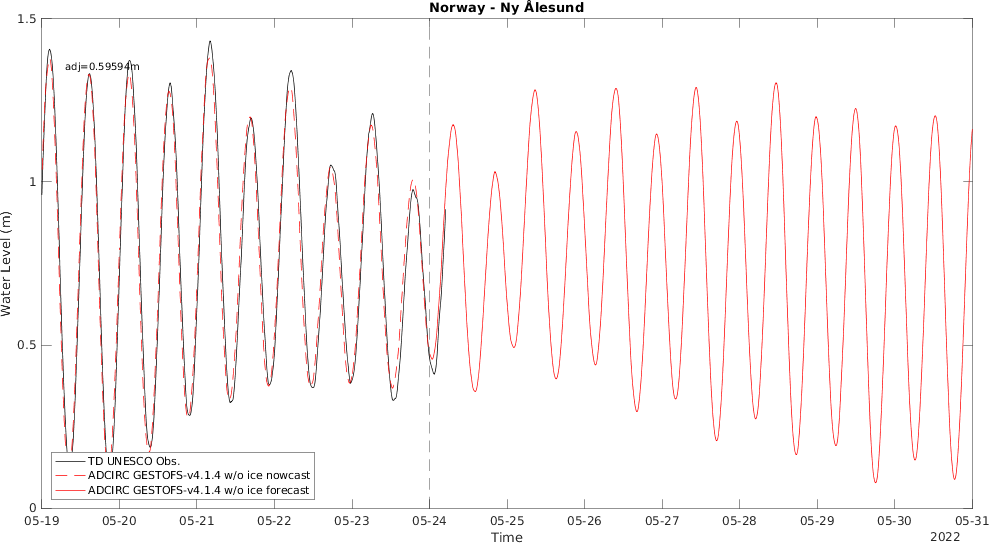 Norway - Ny Ålesund
1.5
adj=0.59594m
1
Water Level (m)
0.5
TD UNESCO Obs.
ADCIRC GESTOFS-v4.1.4 w/o ice nowcast
ADCIRC GESTOFS-v4.1.4 w/o ice forecast
0
05-19 05-20 05-21 05-22 05-23 05-24 05-25 05-26 05-27 05-28 05-29 05-30 05-31
Time
2022